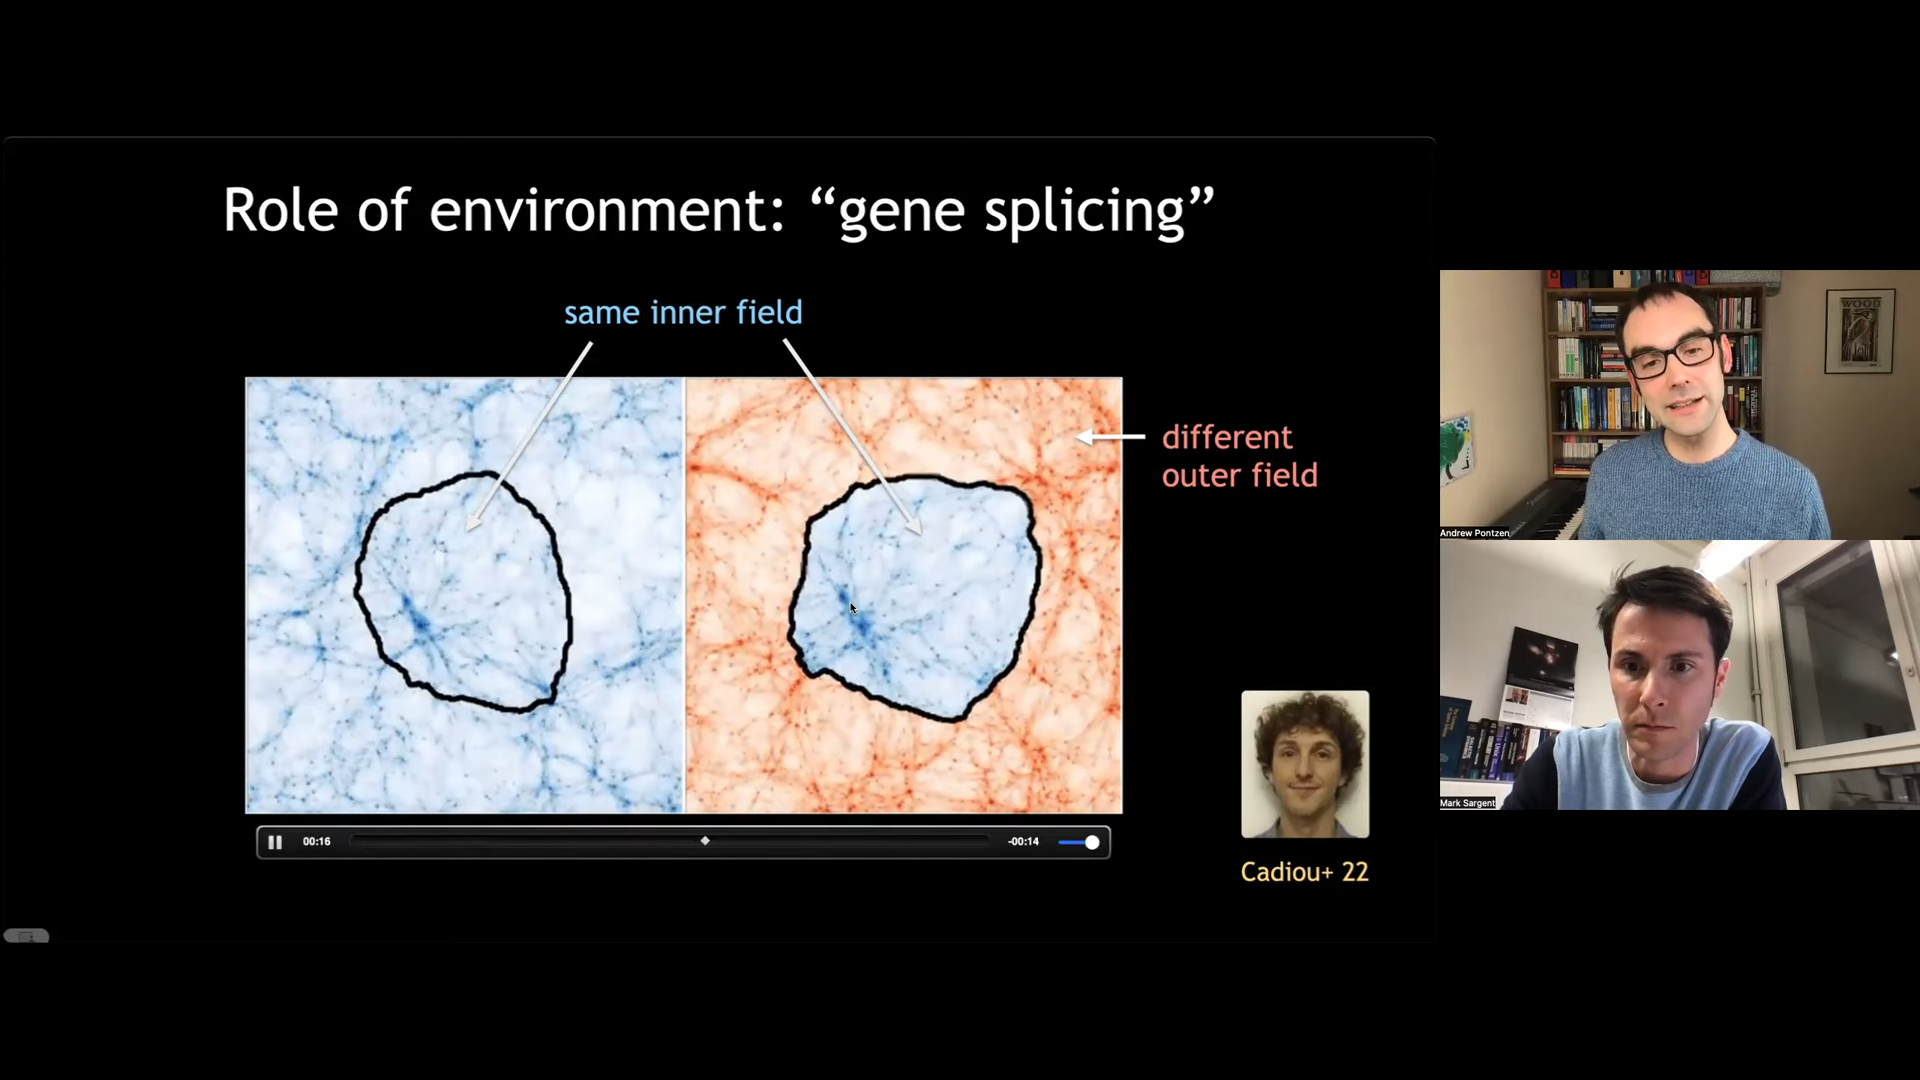 Role of environment: “gene splicing”
same inner field
different
outer field
00:16
-00:14
Cadiou+ 22
WOOD
Andrew Pontzen
Mark Sargent